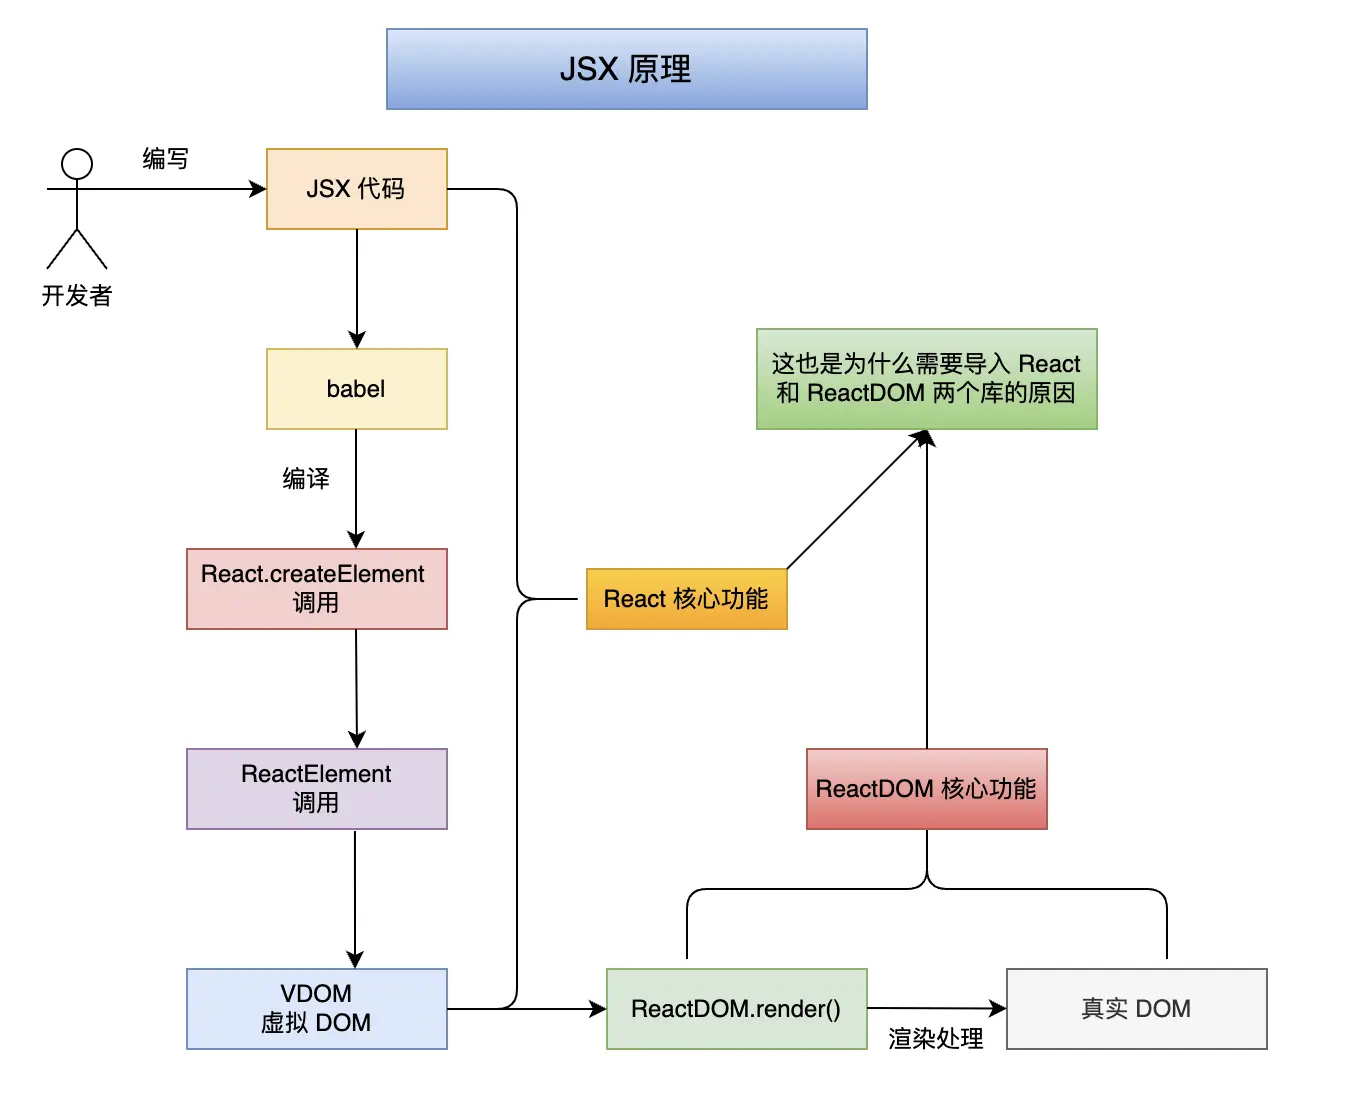 JSX 原理
编写
JSX 代码
开发者
babel
编译
React.createElement
调用
ReactElement
调用
VDOM
虚拟 DOM
React 核心功能
这也是为什么需要导入 React
和 ReactDOM 两个库的原因
ReactDOM 核心功能
ReactDOM.render()
渲染处理
真实 DOM